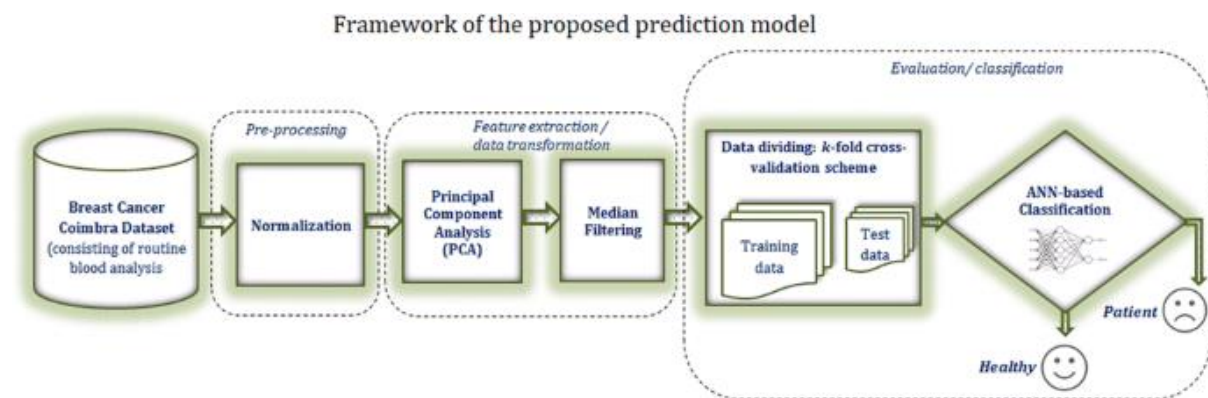 Framework of the proposed prediction model
Evaluation/ classification
Pre-processing
Feature extraction /
data transformation
Breast Cancer
Coimbra Dataset
(consisting of routine
blood analysis
Normalization
Principal
Component
Analysis
(PCA)
Median
Filtering
Data dividing: k-fold cross-
validation scheme
Training
data
Test
data
ANN-based
Classification
Patient
Healthy